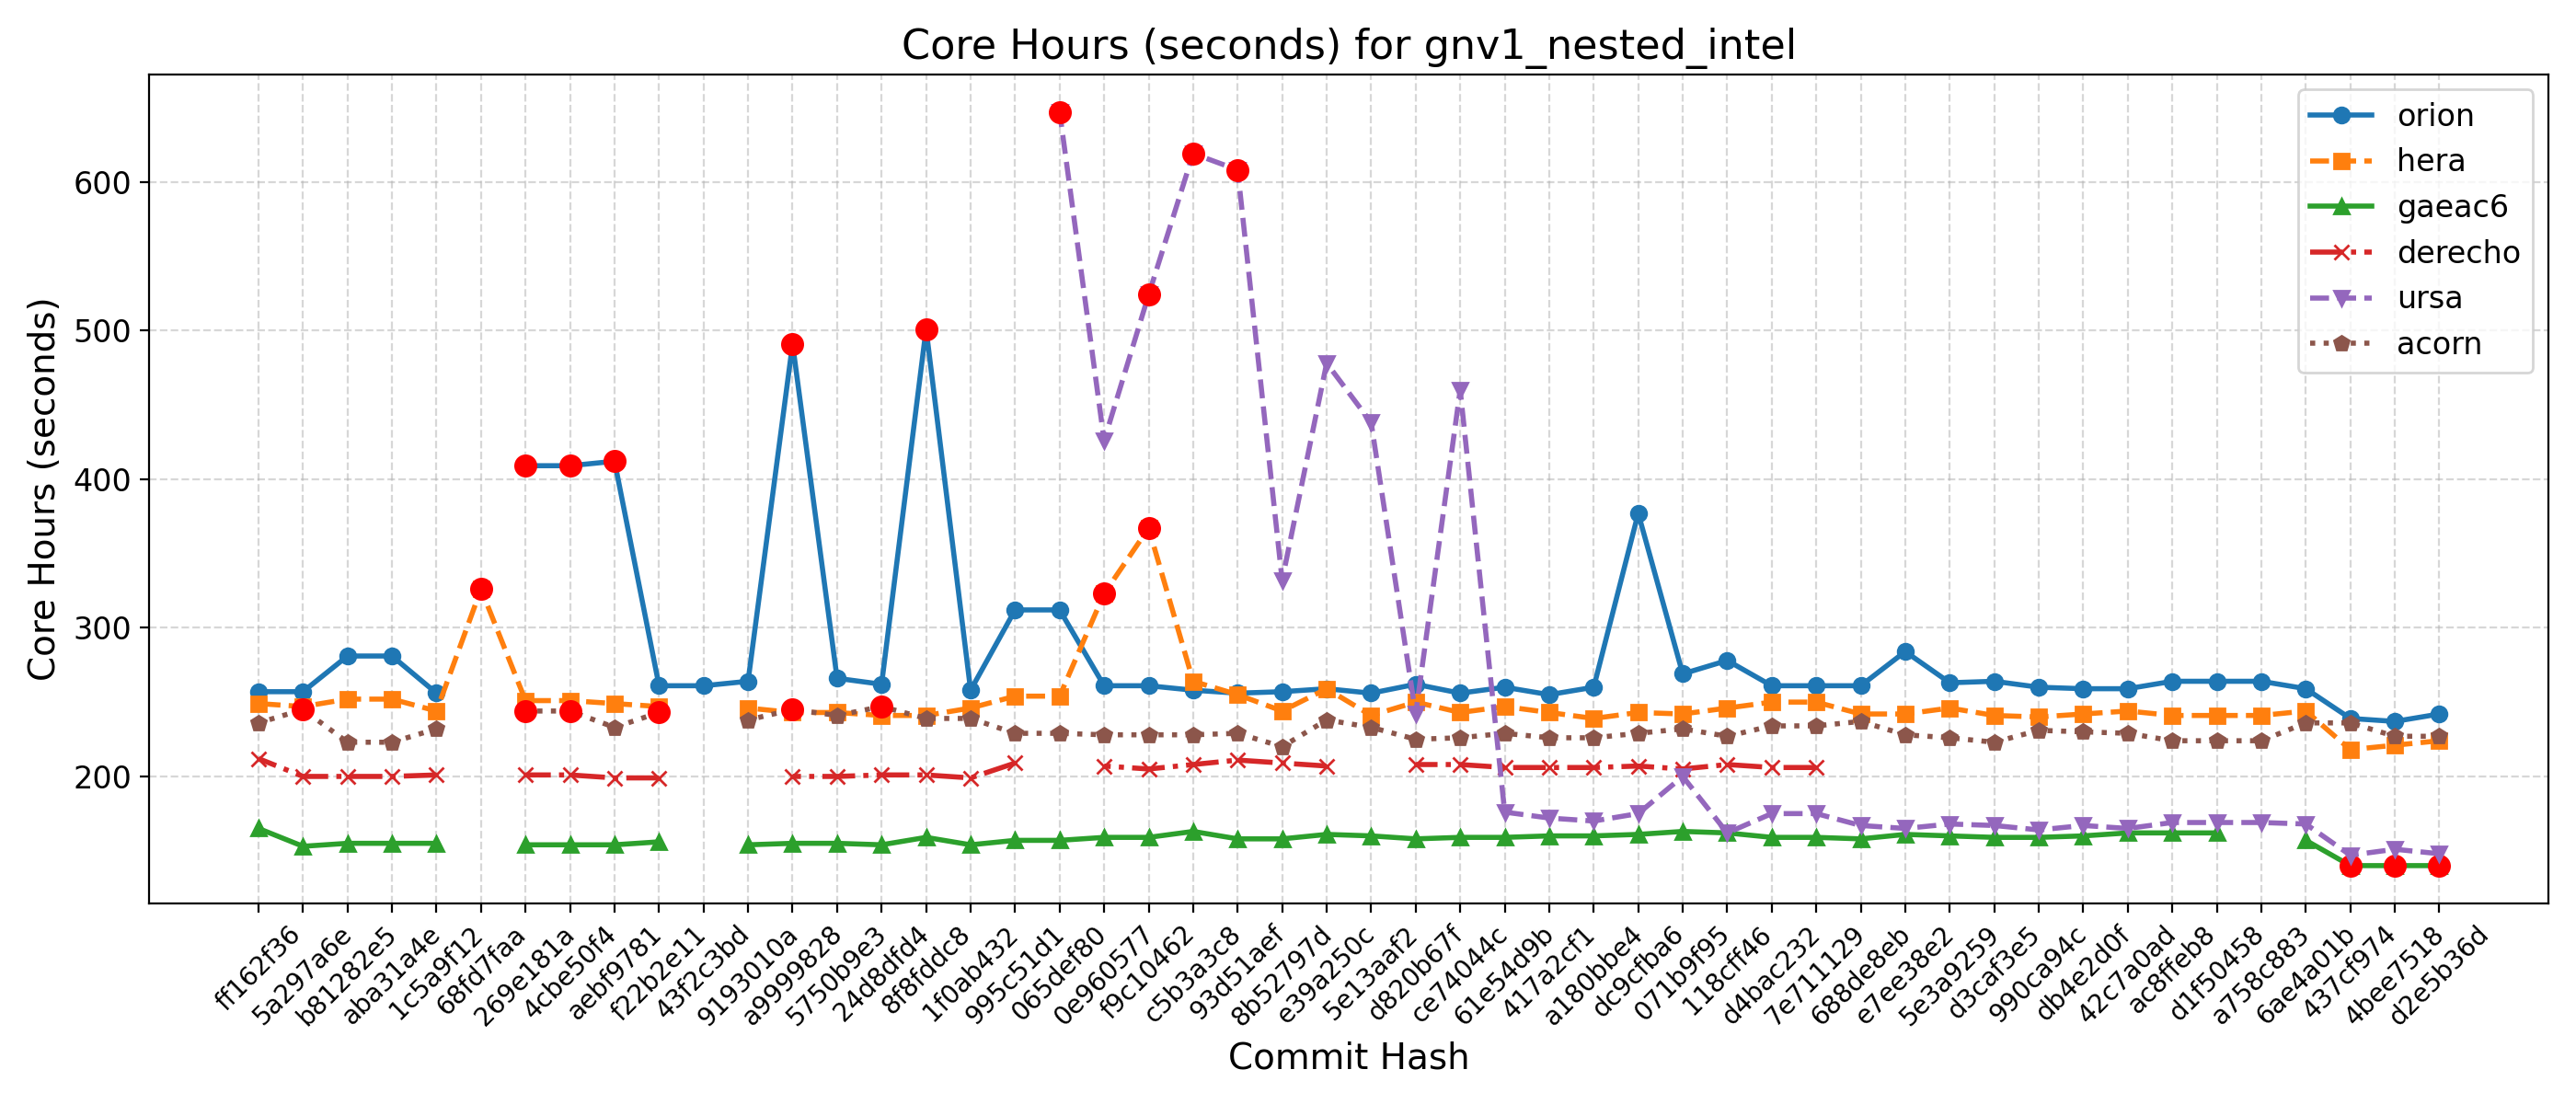 Core Hours (seconds) for gnv1_nested_intel
Core Hours (seconds)
600
500
400
300
200
orion
hera
gaeac6
derecho
ursa
acorn
ff162f36
5a297a6e
b81282e5
aba31a4e
1c5a9f12
68fd7faa
269e181a
4cbe50f4
aebf9781
f22b2e11
43f2c3bd
9193010a
a9999828
5750b9e3
24d8dfd4
8f8fddc8
1f0ab432
995c51d1
065def80
0e960577
f9c10462
c5b3a3c8
93d51aef
8b52797d
e39a250c
5e13aaf2
d820b67f
ce74044c
61e54d9b
417a2cf1
a180bbe4
dc9cfba6
071b9f95
118cff46
d4bac232
7e711129
688de8eb
e7ee38e2
5e3a9259
d3caf3e5
990ca94c
db4e2d0f
42c7a0ad
ac8ffeb8
d1f50458
a758c883
6ae4a01b
437cf974
4bee7518
d2e5b36d
Commit Hash